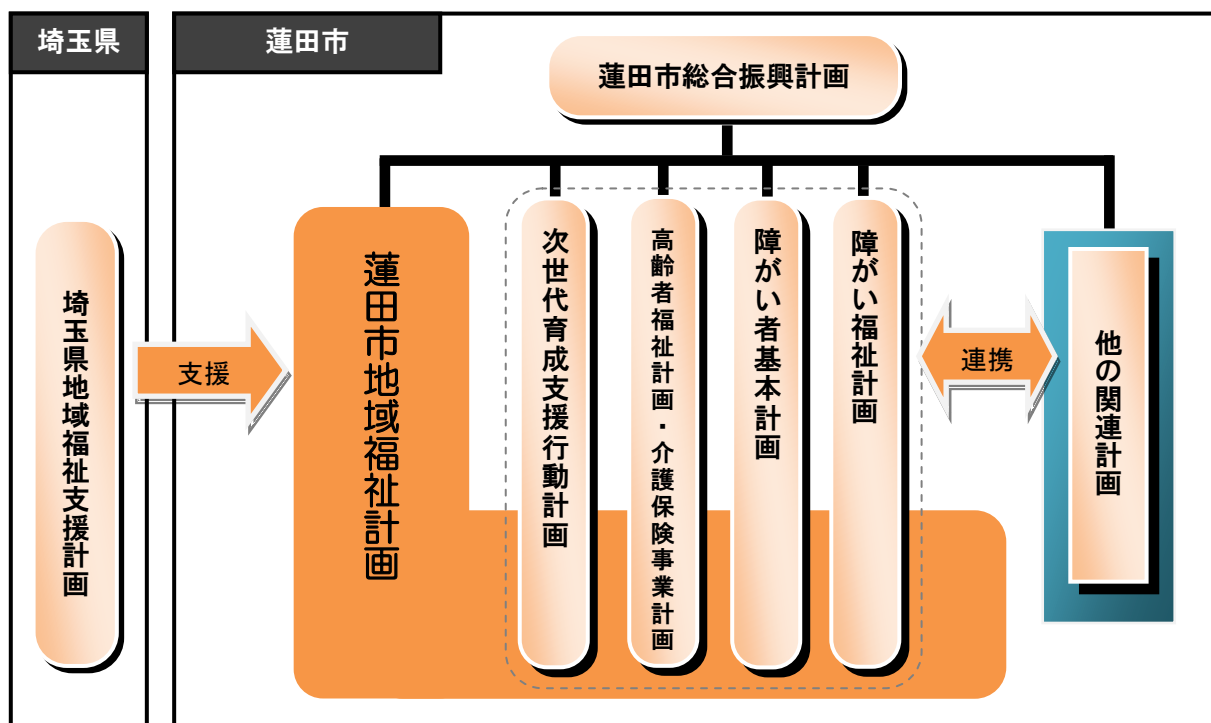 埼玉県
蓮田市
蓮田市総合振興計画
埼玉県地域福祉支援計画
支援
蓮田市地域福祉計画
次世代育成支援行動計画
高齢者福祉計画・介護保険事業計画
障がい者基本計画
障がい福祉計画
連携
他の関連計画